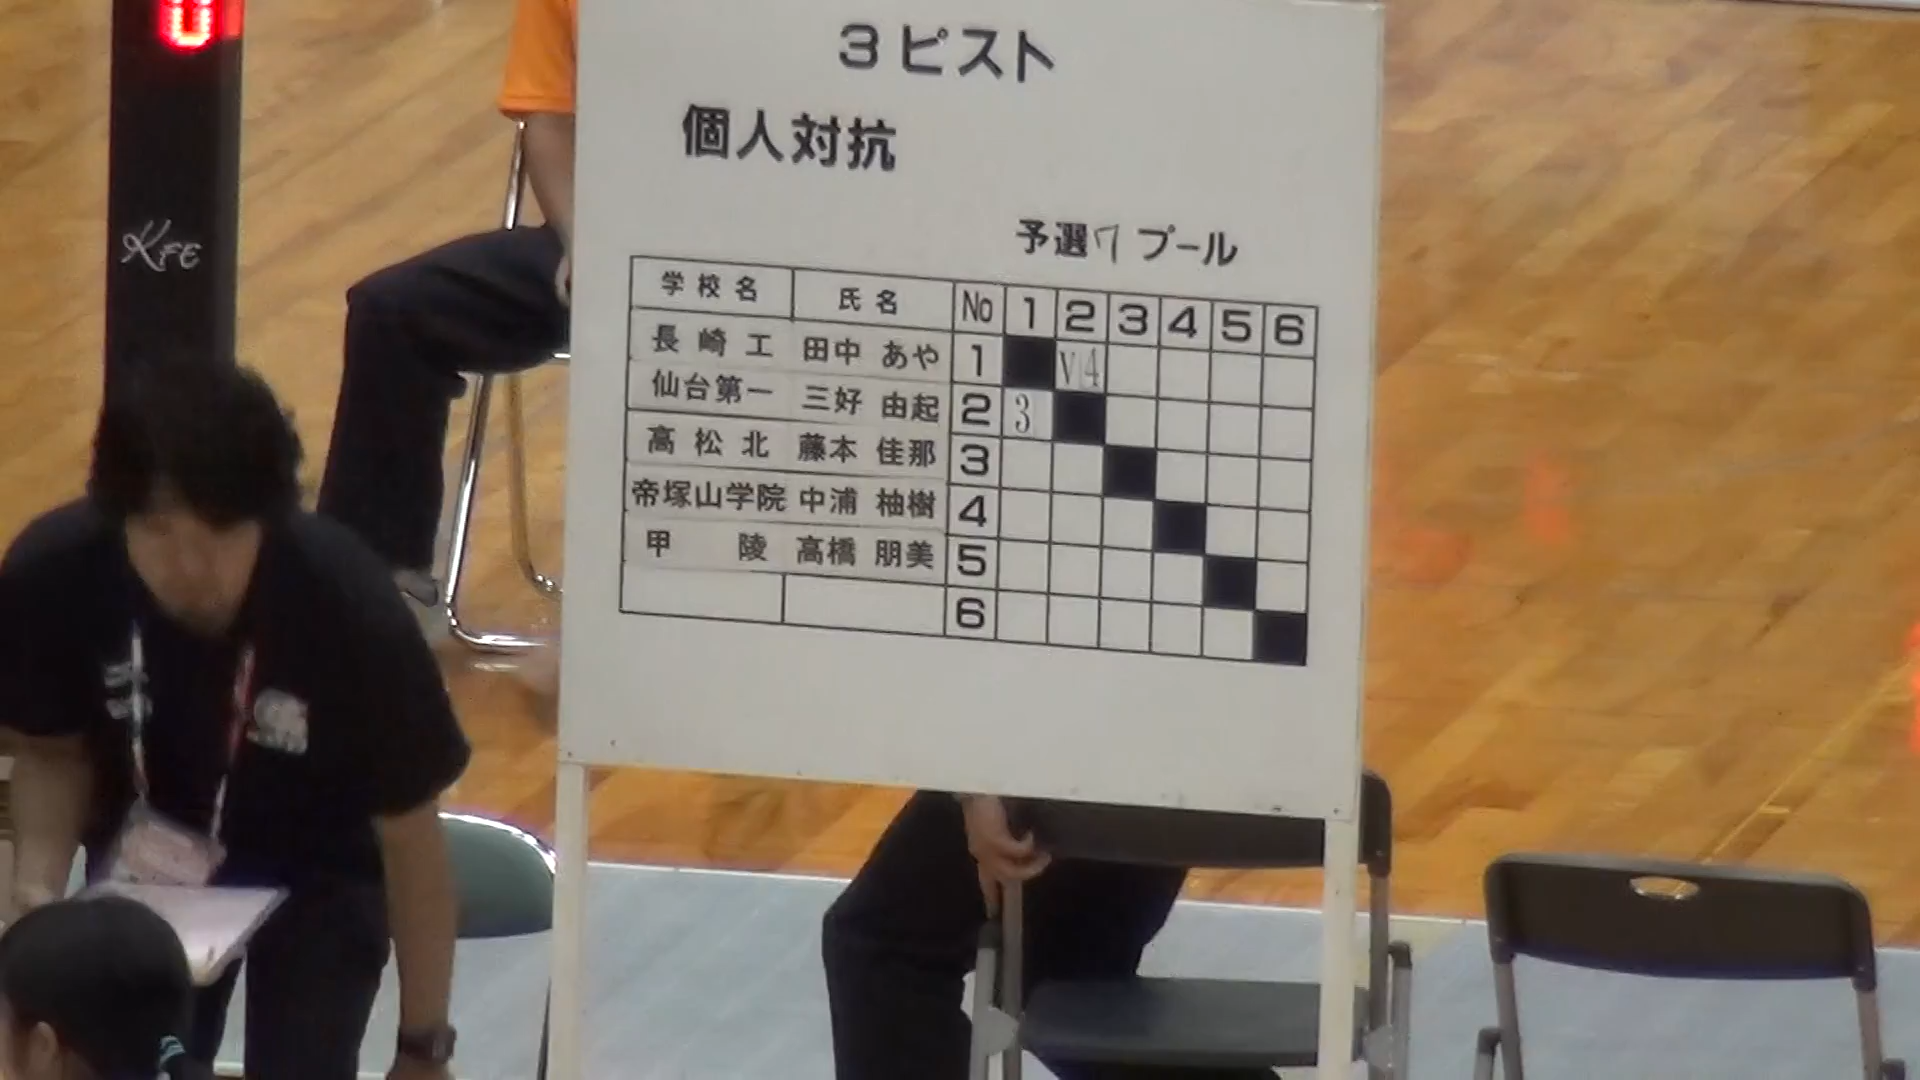 0
3ピスト
KFE
個人対抗
予選7プール
学校名 氏名 No 1 2 3 4 5 6
長崎工 田中 あや 1 V4
仙台第一 三好 由起 2 3
高松北 藤本 佳那 3
帝塚山学院 中浦 柚樹 4
甲陵 高橋 朋美 5
6